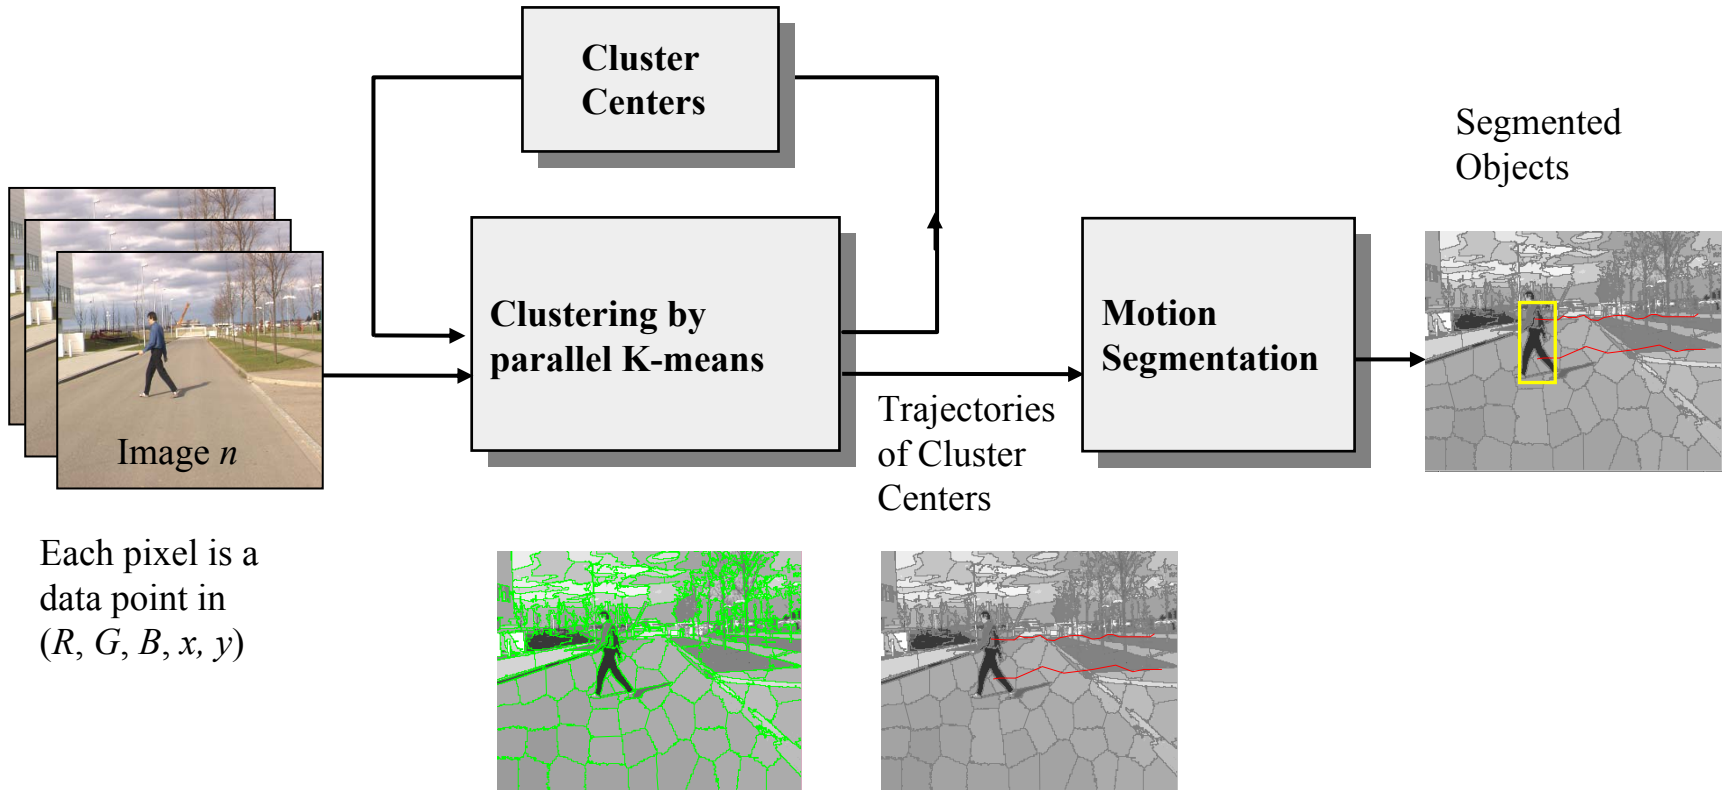 Cluster
Centers
Segmented
Objects
Clustering by
parallel K-means
Motion
Segmentation
Image n
Trajectories
of Cluster
Centers
Each pixel is a
data point in
(R, G, B, x, y)